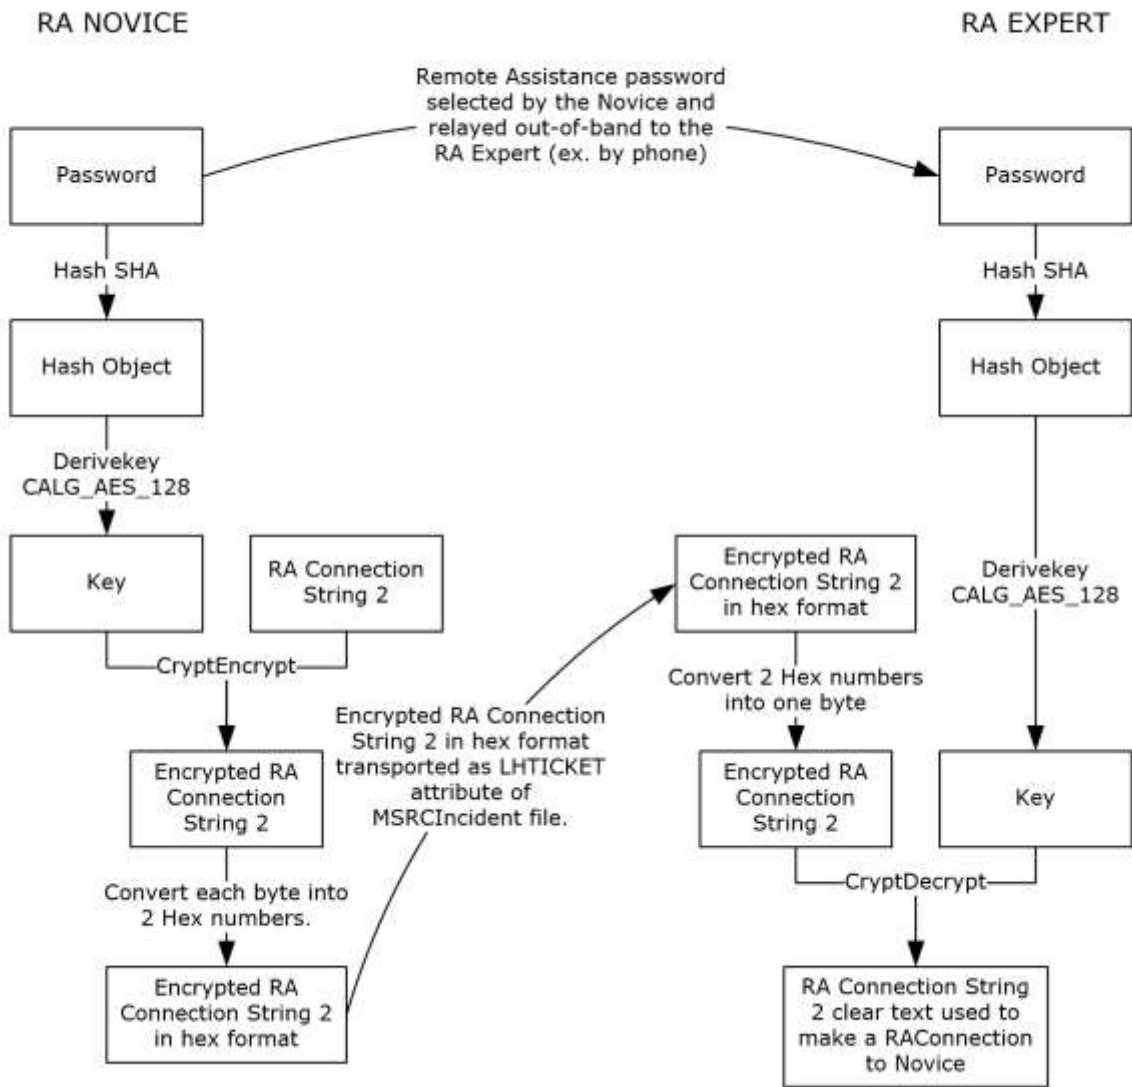 RA NOVICE
RA EXPERT
Remote Assistance password
selected by the Novice and
relayed out-of-band to the
RA Expert (ex. by phone)
Password
Password
Hash SHA
Hash SHA
Hash Object
Hash Object
Derivekey
CALG_AES_128
Key
RA Connection
String 2
CryptEncrypt
Encrypted RA
Connection
String 2
Convert each byte into
2 Hex numbers.
Encrypted RA
Connection String 2
in hex format
Encrypted RA Connection
String 2 in hex format
transported as LHTICKET
attribute of
MSRCIncident file.
Encrypted RA
Connection String 2
in hex format
Convert 2 Hex numbers
into one byte
Encrypted RA
Connection
String 2
Derivekey
CALG_AES_128
Key
CryptDecrypt
RA Connection String
2 clear text used to
make a RAConnection
to Novice